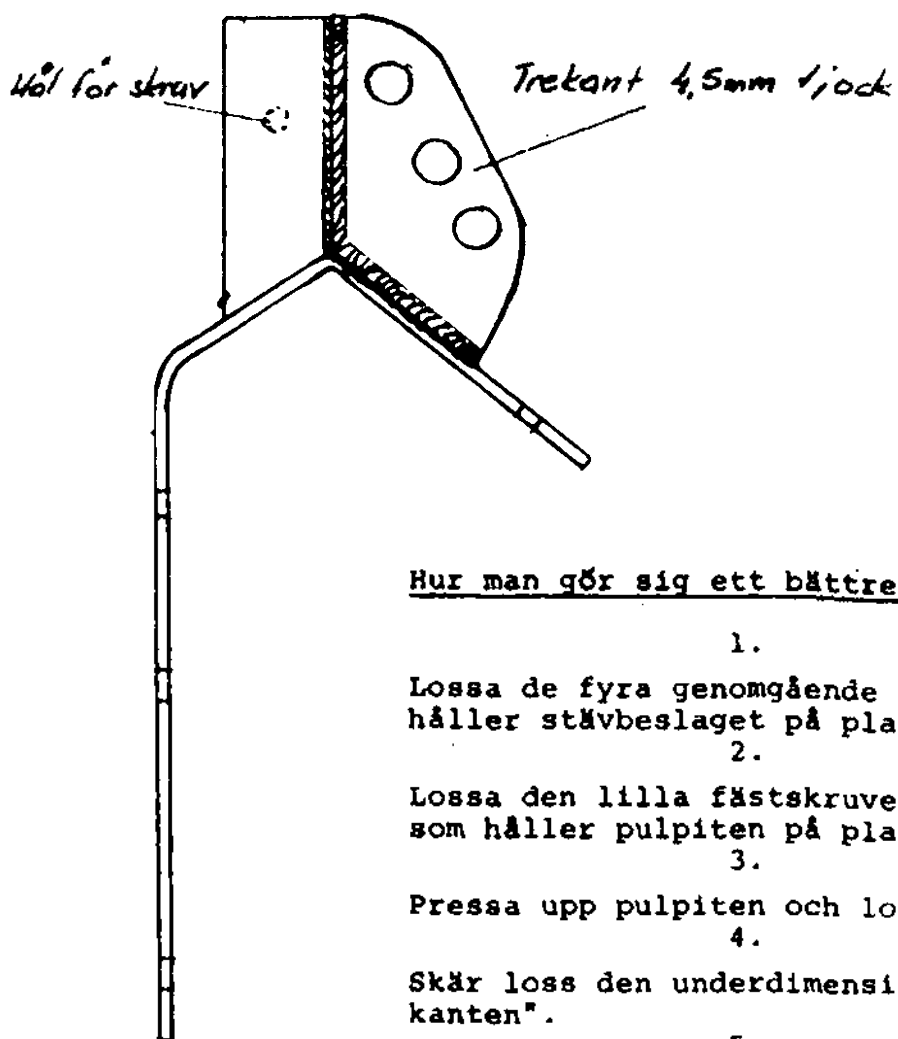 Hål för skruv
Trekant 4,5mm tjock
Hur man gör sig ett bättre
1.
Lossa de fyra genomgående
håller stävbeslaget på pla
2.
Lossa den lilla fästskruve
som håller pulpiten på pla
3.
Pressa upp pulpiten och lo
4.
Skär loss den underdimensi
kanten".